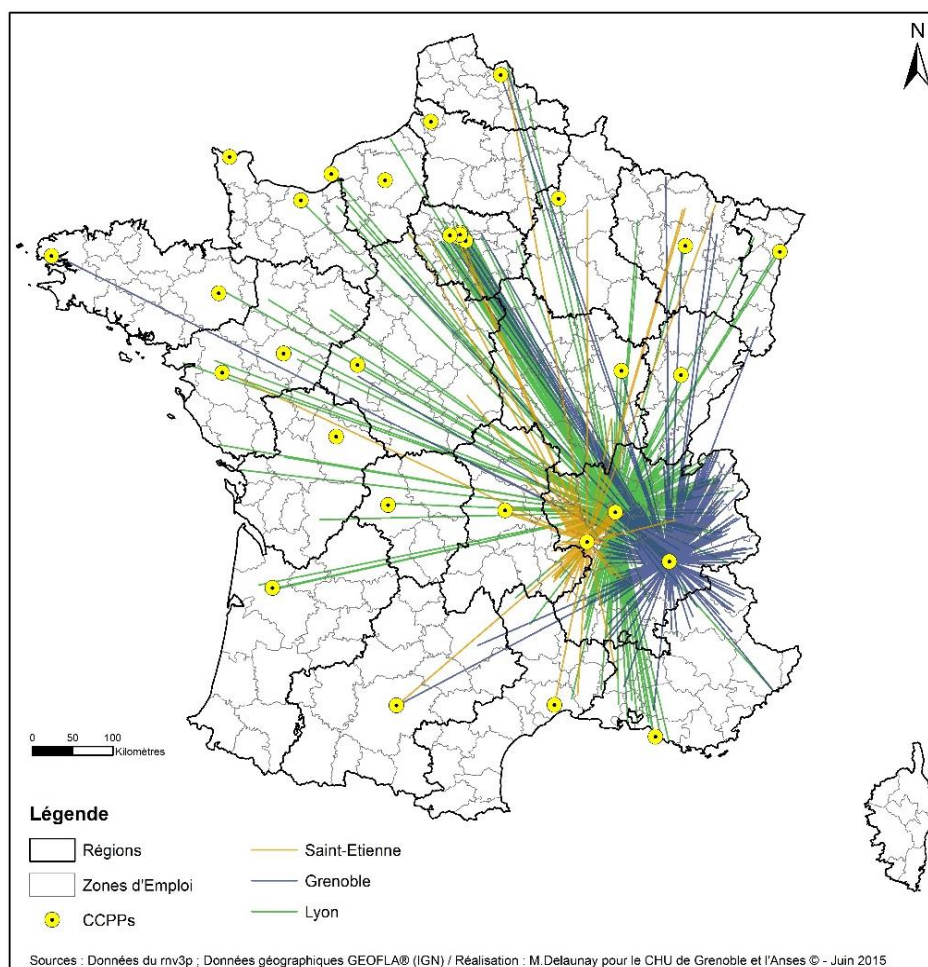 N
0 50 100
Kilomètres
Légende
Régions
Zones d'Emploi
CCPPs
Saint-Etienne
Grenoble
Lyon
Sources : Données du rnv3p ; Données géographiques GEOFLA® (IGN) / Réalisation : M.Delaunay pour le CHU de Grenoble et l'Anses © - Juin 2015